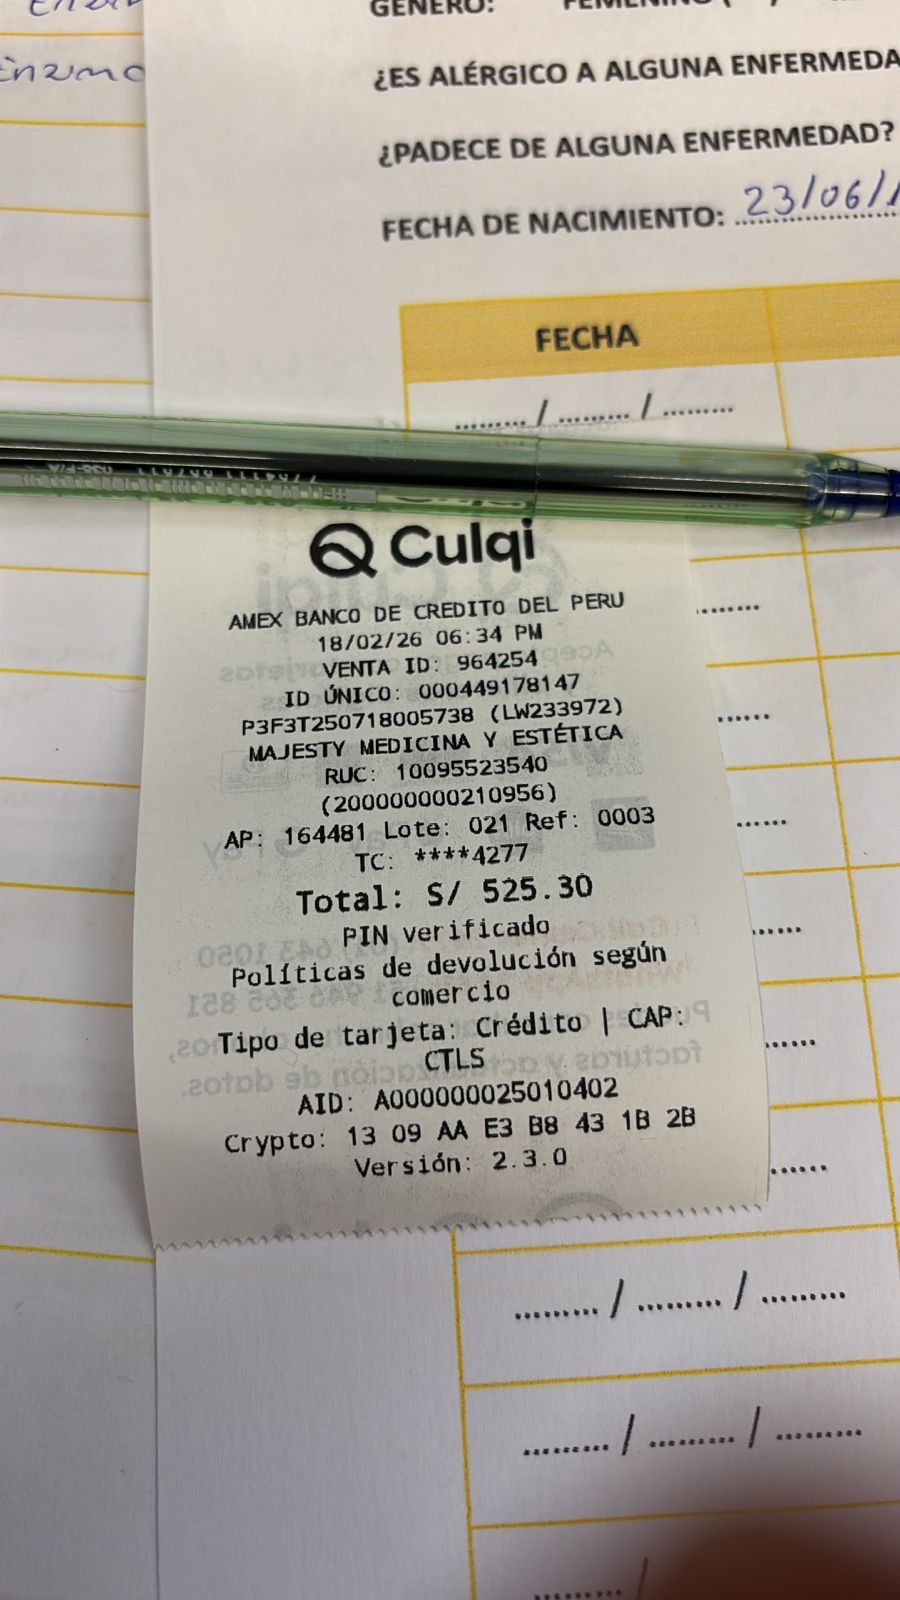 Enzimo
GÉNERO:
¿ES ALÉRGICO A ALGUNA ENFERMEDA
¿PADECE DE ALGUNA ENFERMEDAD?
FECHA DE NACIMIENTO: 23/06/1
FECHA
......... / ......... / .........
Culqi
AMEX BANCO DE CREDITO DEL PERU
18/02/26 06:34 PM
VENTA ID: 964254
ID ÚNICO: 000449178147
P3F3T250718005738 (LW233972)
MAJESTY MEDICINA Y ESTÉTICA
RUC: 10095523540
(200000000210956)
AP: 164481 Lote: 021 Ref: 0003
TC: ****4277
Total: S/ 525.30
PIN verificado
Políticas de devolución según
comercio
Tipo de tarjeta: Crédito | CAP:
CTLS
AID: A000000025010402
Crypto: 13 09 AA E3 B8 43 1B 2B
Versión: 2.3.0
......... / ......... / .........
......... / ......... / .........